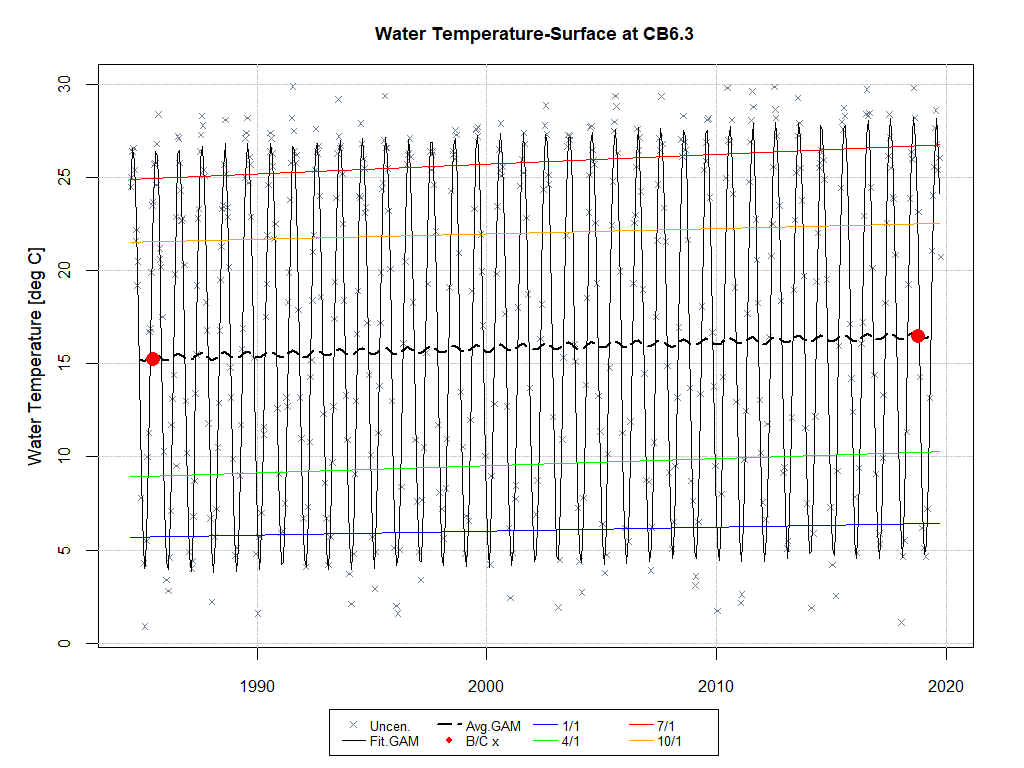 Water Temperature-Surface at CB6.3
Water Temperature [deg C]
30
25
20
15
10
5
0
1990
2000
2010
2020
Uncen. Avg.GAM 1/1 7/1
Fit.GAM B/C x 4/1 10/1